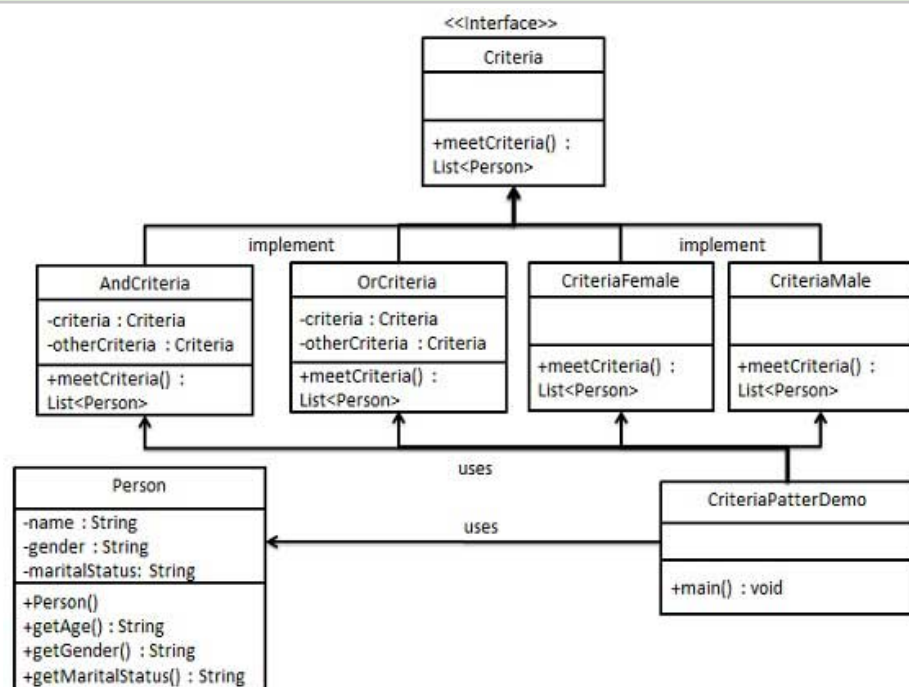 <<Interface>>
Criteria
+meetCriteria() :
List<Person>
implement
implement
AndCriteria
-criteria : Criteria
-otherCriteria : Criteria
+meetCriteria() :
List<Person>
OrCriteria
-criteria : Criteria
-otherCriteria : Criteria
+meetCriteria() :
List<Person>
CriteriaFemale
+meetCriteria() :
List<Person>
CriteriaMale
+meetCriteria() :
List<Person>
uses
Person
-name : String
-gender : String
-maritalStatus: String
+Person()
+getAge() : String
+getGender() : String
+getMaritalStatus() : String
uses
CriteriaPatterDemo
+main() : void